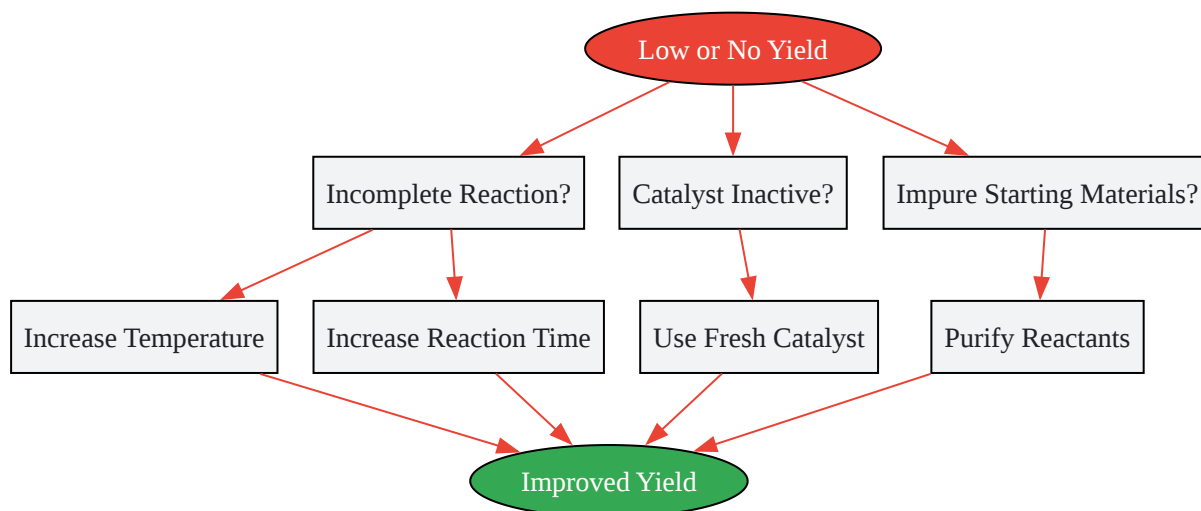 Low or No Yield
Incomplete Reaction?
Catalyst Inactive?
Impure Starting Materials?
Increase Temperature
Increase Reaction Time
Use Fresh Catalyst
Purify Reactants
Improved Yield